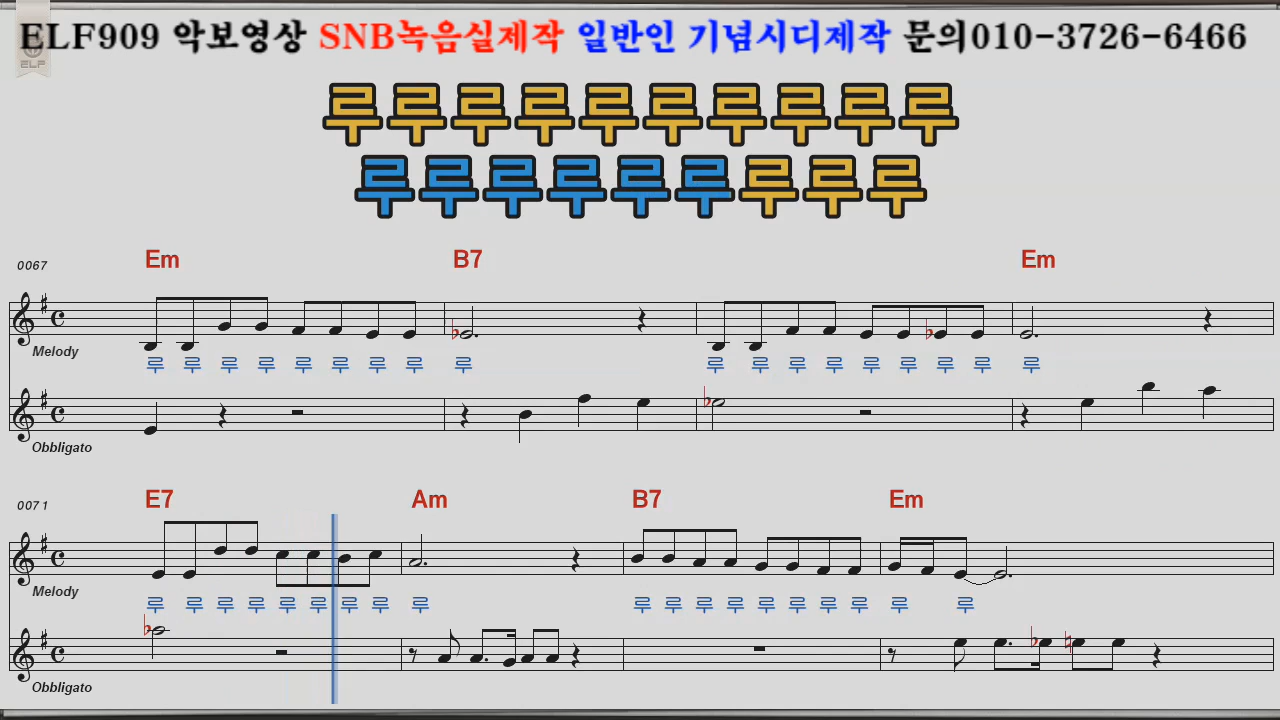 ELF909 악보영상 SNB녹음실제작 일반인 기념시디제작 문의010-3726-6466
ELF
루루루루루루루루루루
루루루루루루루루루
0067 Em B7 Em
Melody
루 루 루 루 루 루 루 루 루 루 루 루 루 루 루 루 루 루
Obbligato
0071 E7 Am B7 Em
Melody
루 루 루 루 루 루 루 루 루 루 루 루 루 루 루 루 루 루 루
Obbligato